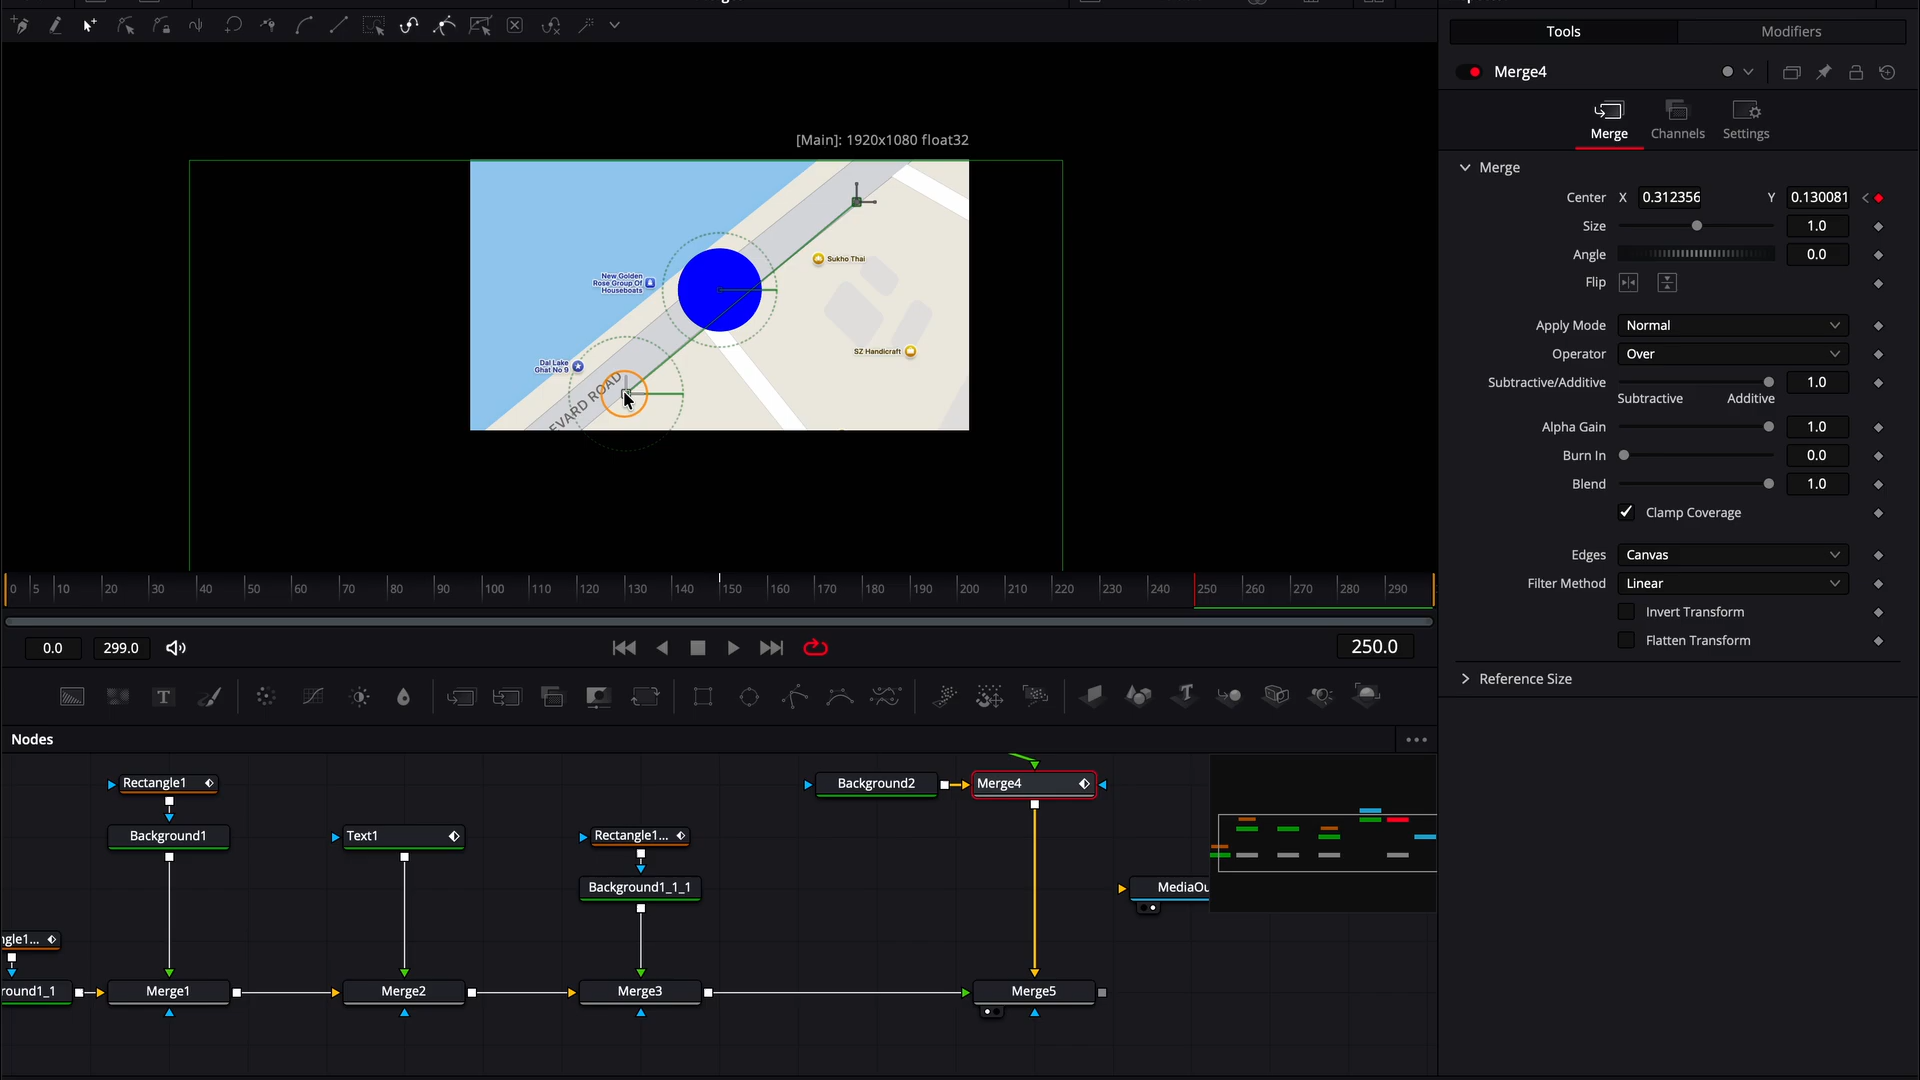 Tools
Modifiers
Merge4
Merge
Channels
Settings
[Main]: 1920x1080 float32
Merge
Center X 0.312356 Y 0.130081
Size 1.0
Angle 0.0
Flip
Apply Mode Normal
Operator Over
Subtractive/Additive 1.0
Subtractive Additive
Alpha Gain 1.0
Burn In 0.0
Blend 1.0
Clamp Coverage
Edges Canvas
Filter Method Linear
Invert Transform
Flatten Transform
Reference Size
Sukho Thai
New Golden
Rose Group Of
Houseboats
SZ Handicraft
Dal Lake
Ghat No 9
EVARD ROAD
0 5 10 20 30 40 50 60 70 80 90 100 110 120 130 140 150 160 170 180 190 200 210 220 230 240 250 260 270 280 290
0.0 299.0 250.0
Nodes
Rectangle1
Background2
Merge4
Background1
Text1
Rectangle1...
Background1_1_1
MediaOu
ngle1...
round1_1
Merge1
Merge2
Merge3
Merge5